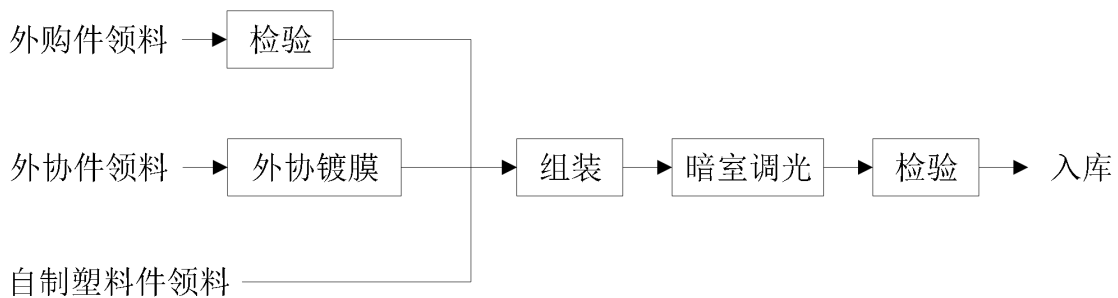 外购件领料
检验
外协件领料
外协镀膜
组装
暗室调光
检验
入库
自制塑料件领料